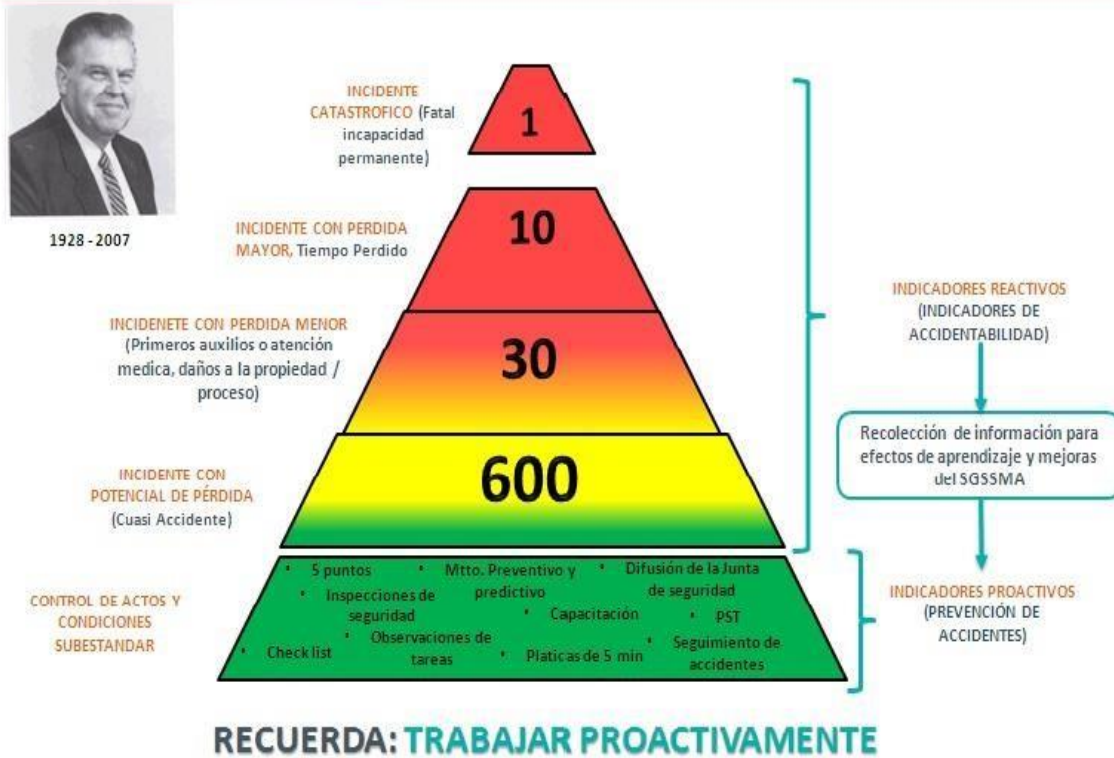 1928 - 2007
INCIDENTE
CATASTROFICO (Fatal
incapacidad
permanente)
1
INCIDENTE CON PERDIDA
MAYOR, Tiempo Perdido
10
INCIDENETE CON PERDIDA MENOR
(Primeros auxilios o atención
medica, daños a la propiedad /
proceso)
30
INCIDENTE CON
POTENCIAL DE PÉRDIDA
(Cuasi Accidente)
600
CONTROL DE ACTOS Y
CONDICIONES
SUBESTANDAR
• 5 puntos
• Mtto. Preventivo y
predictivo
• Difusión de la Junta
de seguridad
• Inspecciones de
seguridad
• Capacitación
• PST
• Check list
• Observaciones de
tareas
• Platicas de 5 min
• Seguimiento de
accidentes
INDICADORES REACTIVOS
(INDICADORES DE
ACCIDENTABILIDAD)
Recolección de información para
efectos de aprendizaje y mejoras
del SGSSMA
INDICADORES PROACTIVOS
(PREVENCIÓN DE
ACCIDENTES)
RECUERDA: TRABAJAR PROACTIVAMENTE